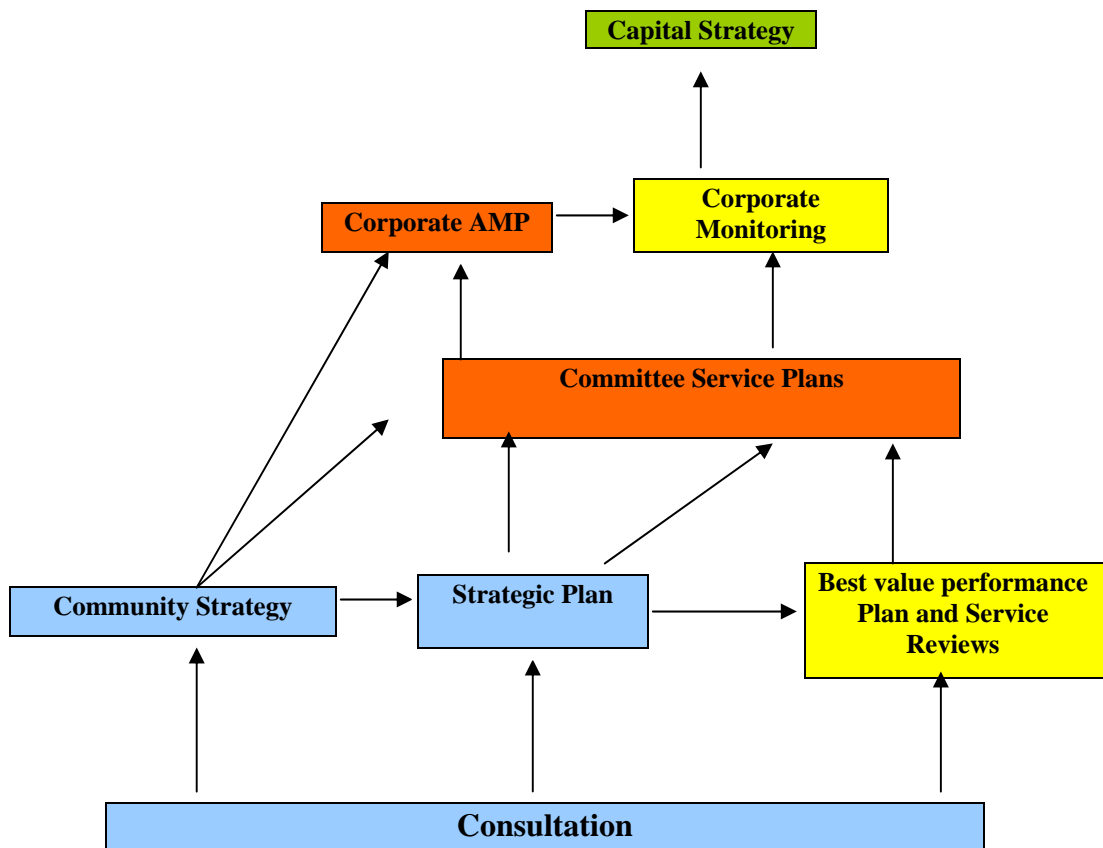 Capital Strategy
Corporate
Monitoring
Corporate AMP
Committee Service Plans
Community Strategy
Strategic Plan
Best value performance
Plan and Service
Reviews
Consultation